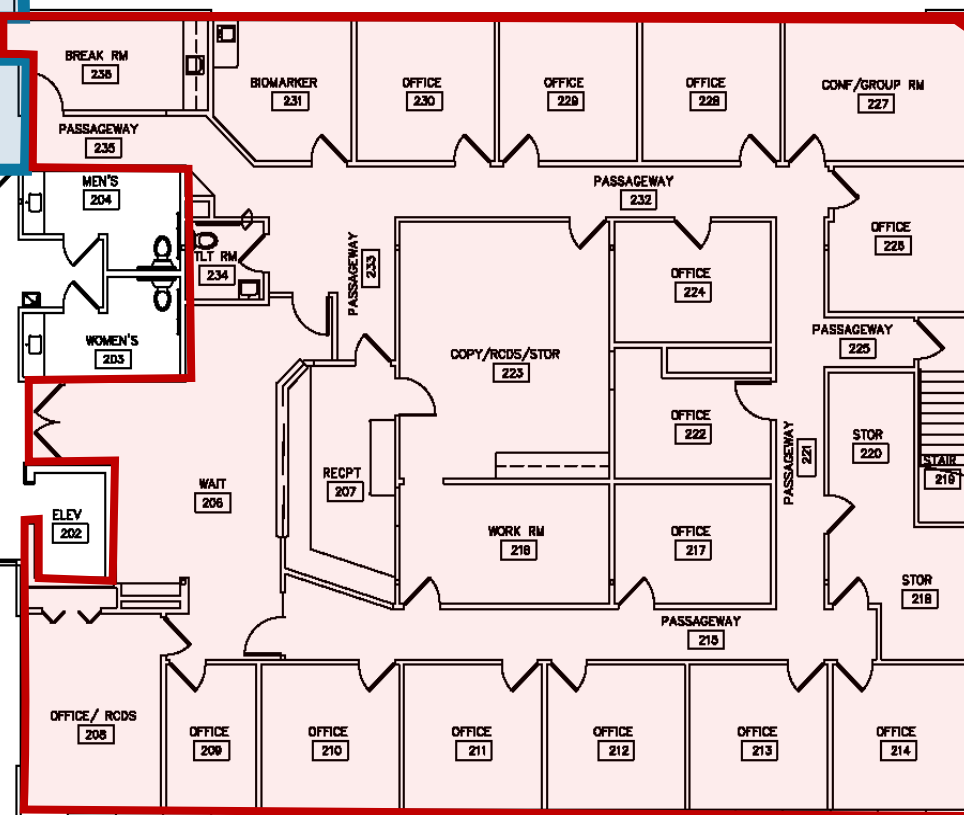 BREAK RM
236
BIOMARKER
231
OFFICE
230
OFFICE
229
OFFICE
228
CONF/GROUP RM
227
PASSAGEWAY
235
MEN'S
204
PASSAGEWAY
232
OFFICE
226
TLT RM
234
PASSAGEWAY
233
OFFICE
224
WOMEN'S
203
COPY/RCDS/STOR
223
PASSAGEWAY
225
OFFICE
222
PASSAGEWAY
221
STOR
220
STAIR
219
WAIT
206
RECPT
207
ELEV
202
WORK RM
216
OFFICE
217
STOR
218
PASSAGEWAY
215
OFFICE/ RCDS
208
OFFICE
209
OFFICE
210
OFFICE
211
OFFICE
212
OFFICE
213
OFFICE
214